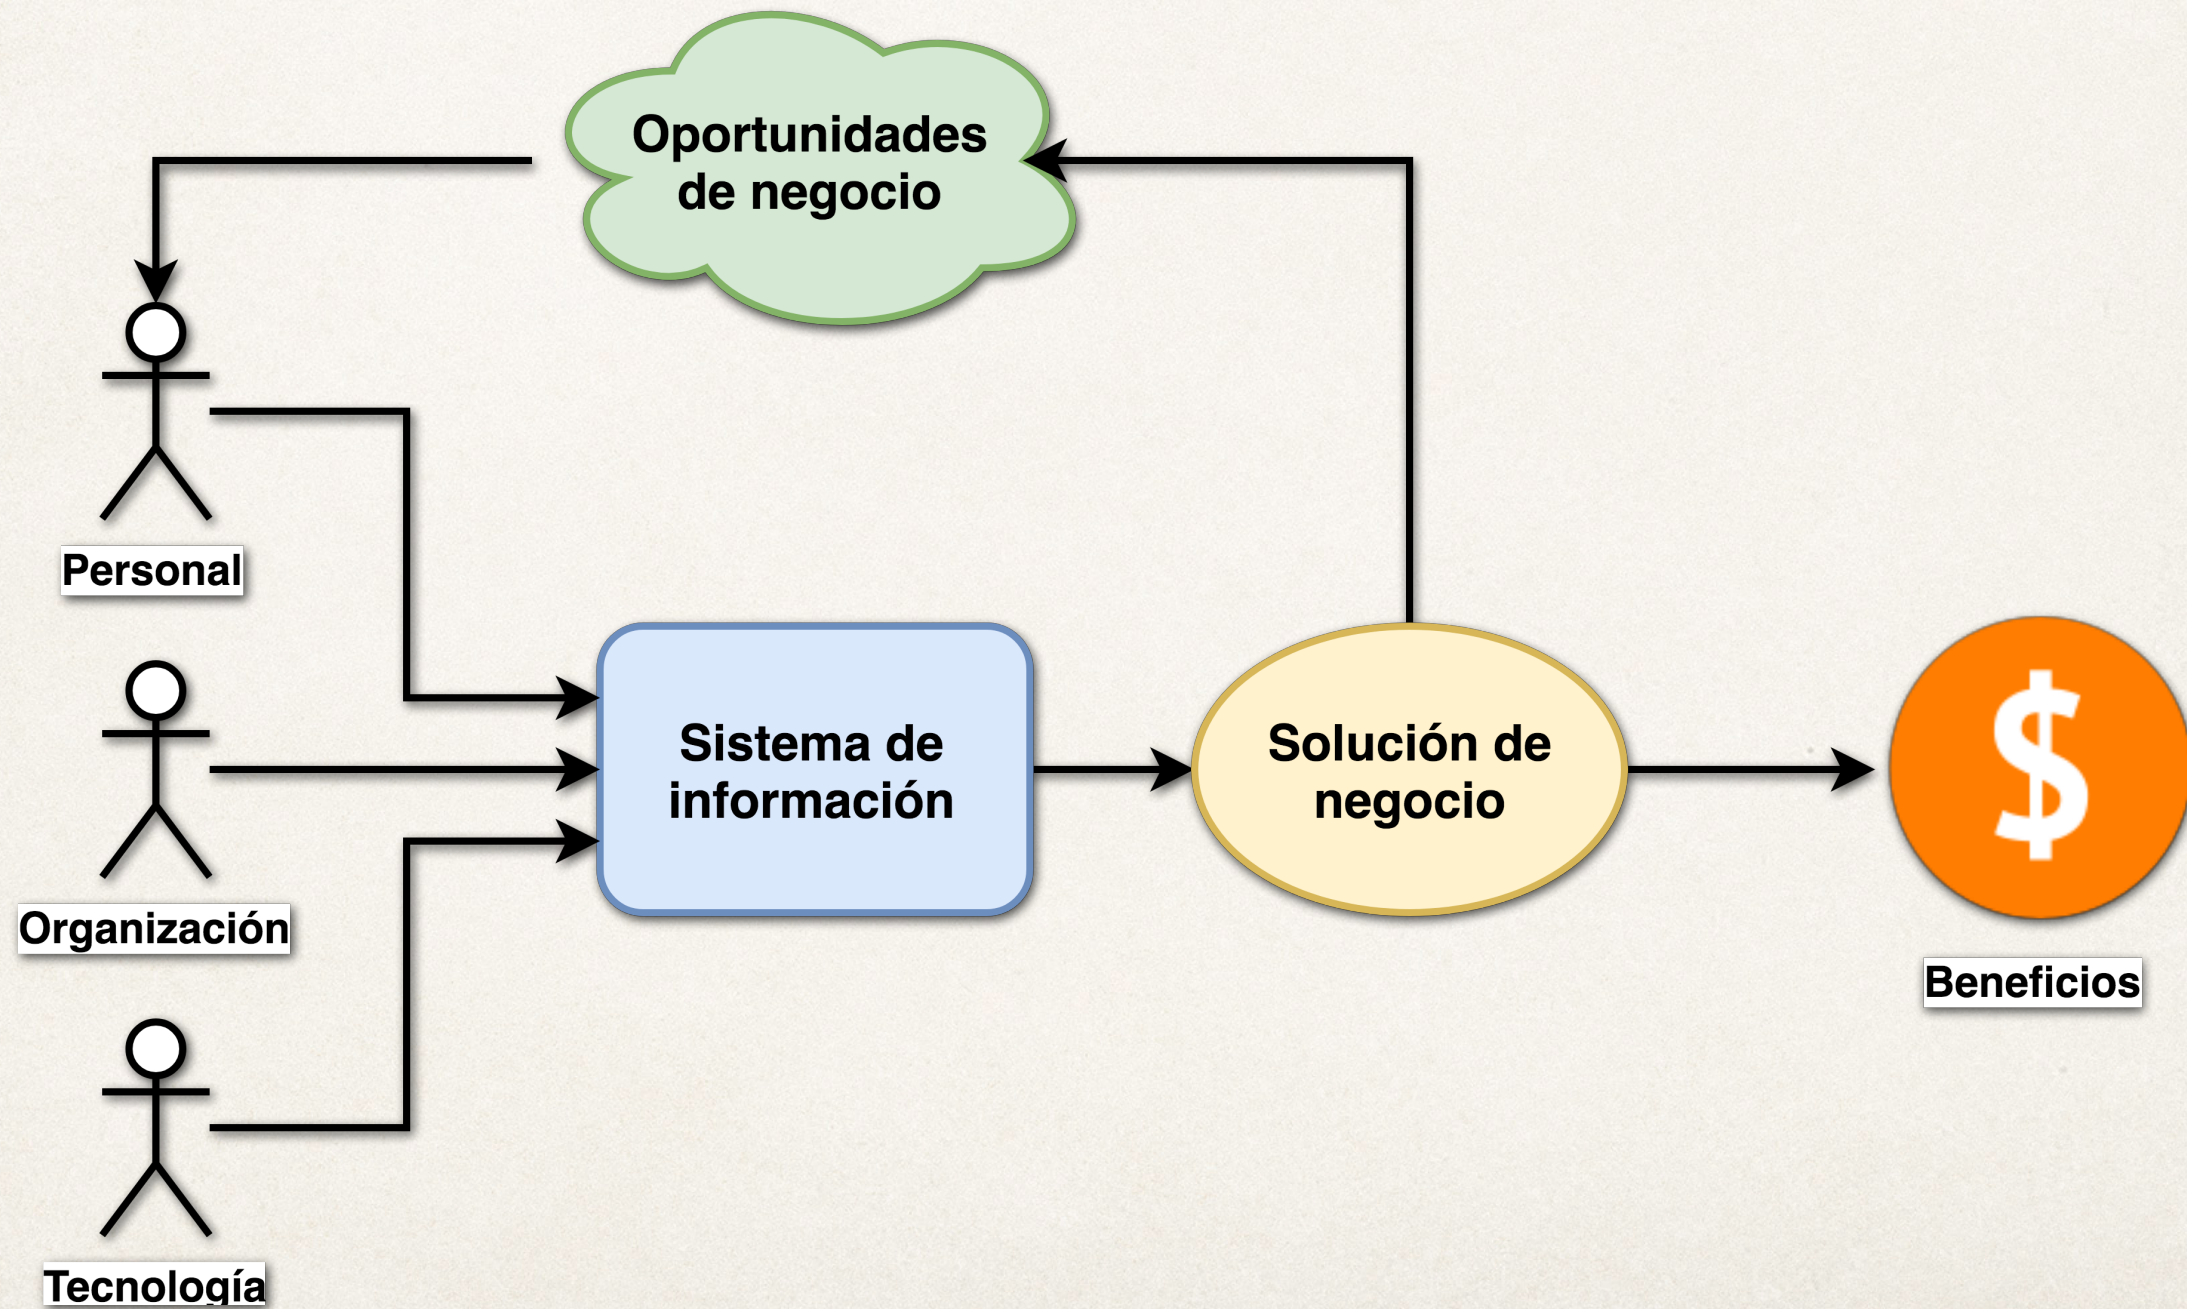 Oportunidades
de negocio
Personal
Sistema de
información
Solución de
negocio
$
Organización
Beneficios
Tecnología